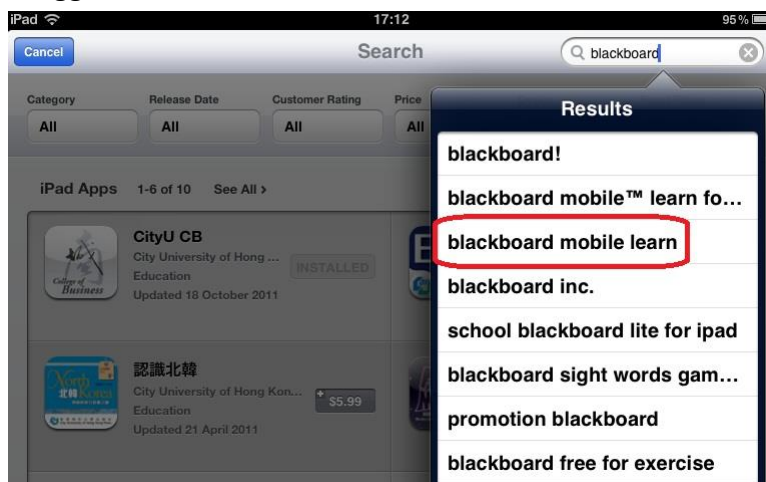 iPad 17:12 95%
Cancel Search blackboard
Category Release Date Customer Rating Price
All All All All
Results
blackboard!
blackboard mobile™ learn fo...
blackboard mobile learn
blackboard inc.
school blackboard lite for ipad
blackboard sight words gam...
promotion blackboard
blackboard free for exercise
iPad Apps 1-6 of 10 See All >
CityU CB
City University of Hong ...
Education
Updated 18 October 2011
INSTALLED
College of
Business
認識北韓
City University of Hong Kon...
Education
Updated 21 April 2011
$5.99
North
Korea
北韓
認識